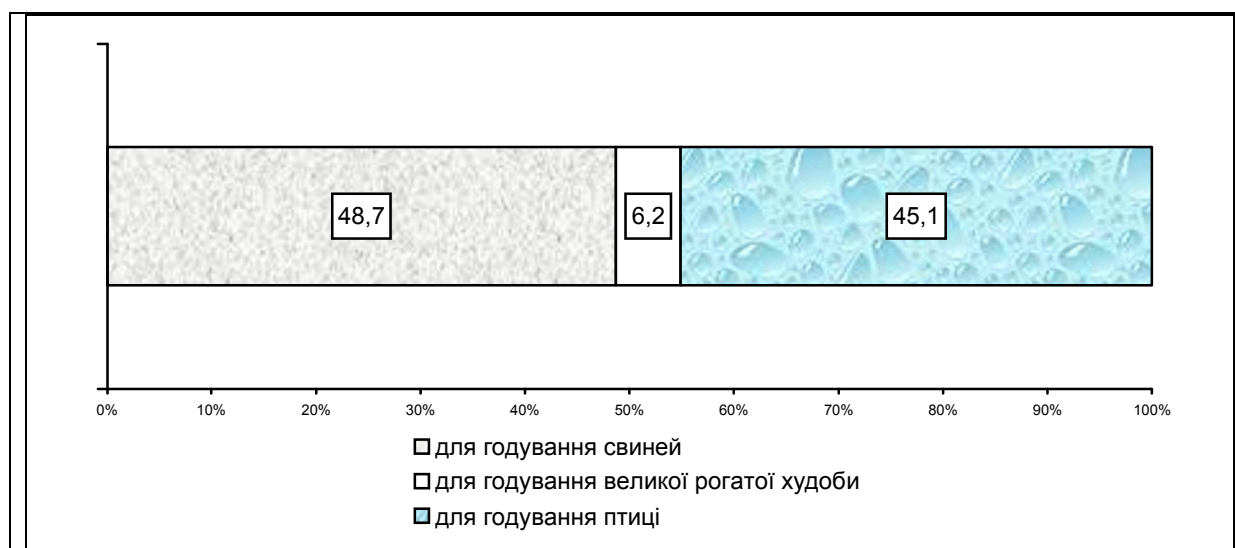 48,7 6,2 45,1
0% 10% 20% 30% 40% 50% 60% 70% 80% 90% 100%
для годування свиней
для годування великої рогатої худоби
для годування птиці